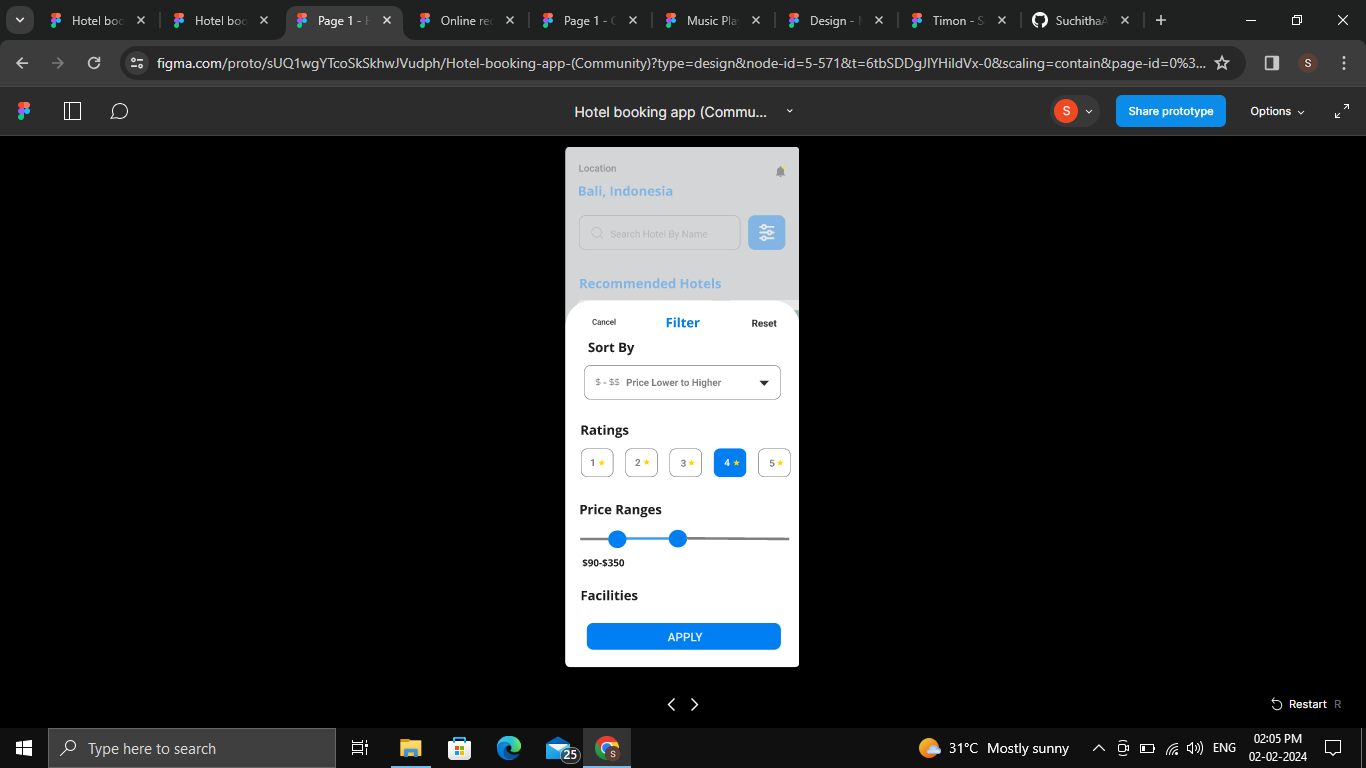 Hotel boo
Hotel boo
Page 1 - H
Online rec
Page 1 - C
Music Play
Design -
Timon - S
SuchithaA
figma.com/proto/sUQ1wgYTcoSkSkhwJVudph/Hotel-booking-app-(Community)?type=design&node-id=5-571&t=6tbSDDgJIYHiIdVx-0&scaling=contain&page-id=0%3...
S
Hotel booking app (Commu...
S
Share prototype
Options
Location
Bali, Indonesia
Search Hotel By Name
Recommended Hotels
Cancel Filter Reset
Sort By
$ - $$ Price Lower to Higher
Ratings
1 2 3 4 5
Price Ranges
$90-$350
Facilities
APPLY
Restart R
Type here to search
25
S
31°C Mostly sunny
ENG
02:05 PM
02-02-2024